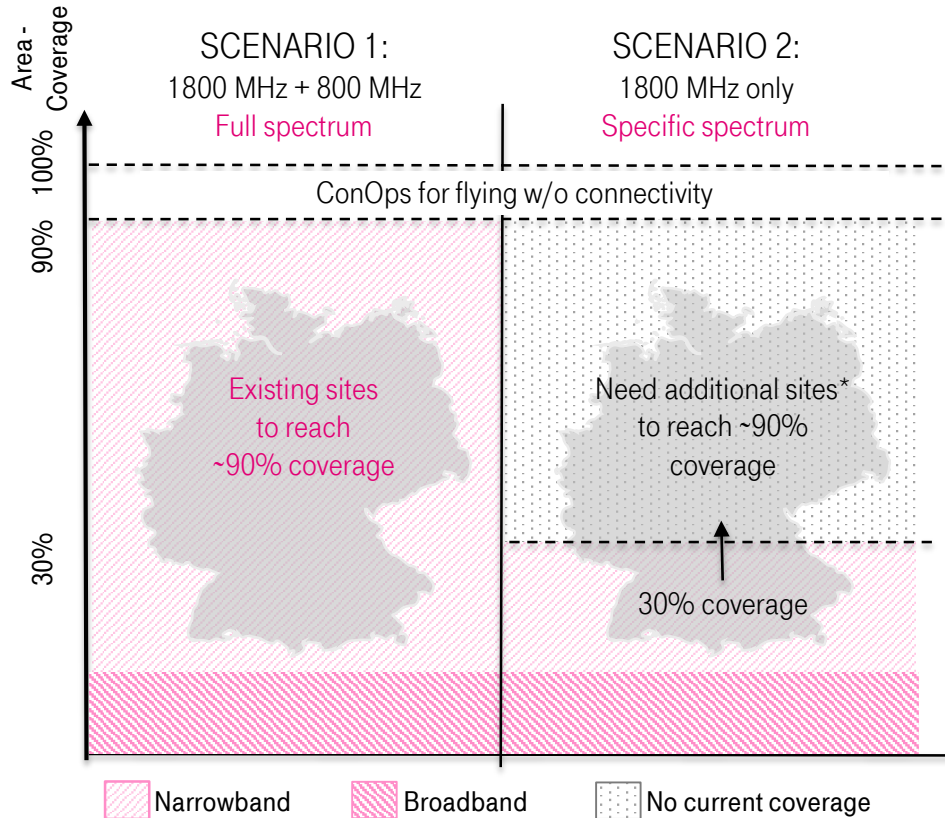 Area -
Coverage
SCENARIO 1:
1800 MHz + 800 MHz
Full spectrum
SCENARIO 2:
1800 MHz only
Specific spectrum
100%
ConOps for flying w/o connectivity
90%
Existing sites
to reach
~90% coverage
Need additional sites*
to reach ~90%
coverage
30%
30% coverage
Narrowband
Broadband
No current coverage